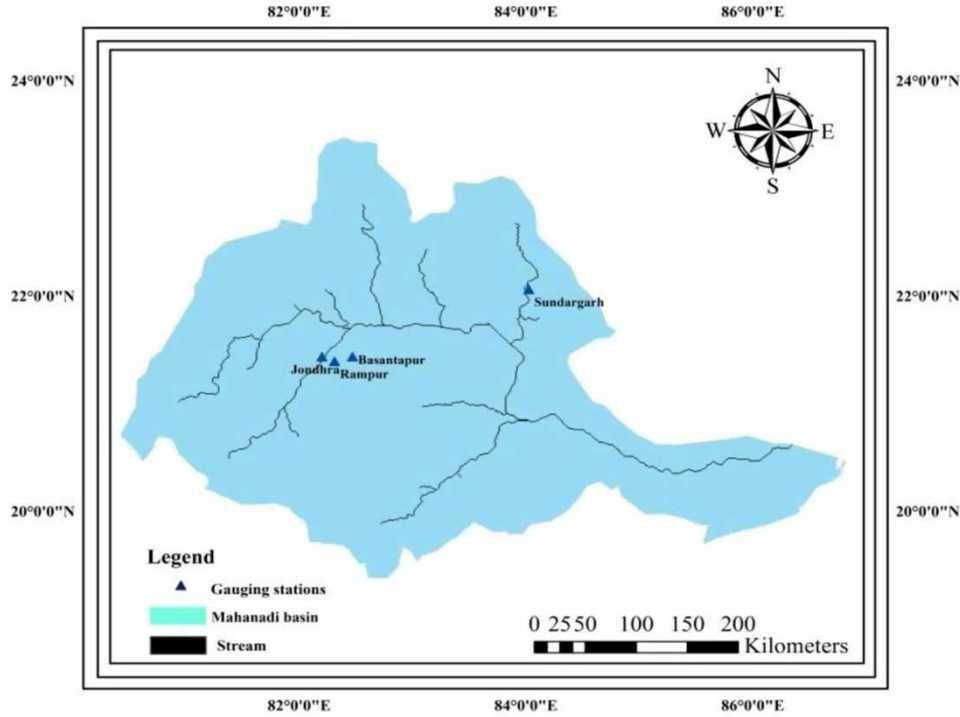 82°0'0"E 84°0'0"E 86°0'0"E
24°0'0"N 24°0'0"N
N
W E
S
22°0'0"N 22°0'0"N
Sundargarh
Basantapur
Jondhra
Rampur
20°0'0"N 20°0'0"N
Legend
Gauging stations
Mahanadi basin
Stream
0 25 50 100 150 200
Kilometers
82°0'0"E 84°0'0"E 86°0'0"E